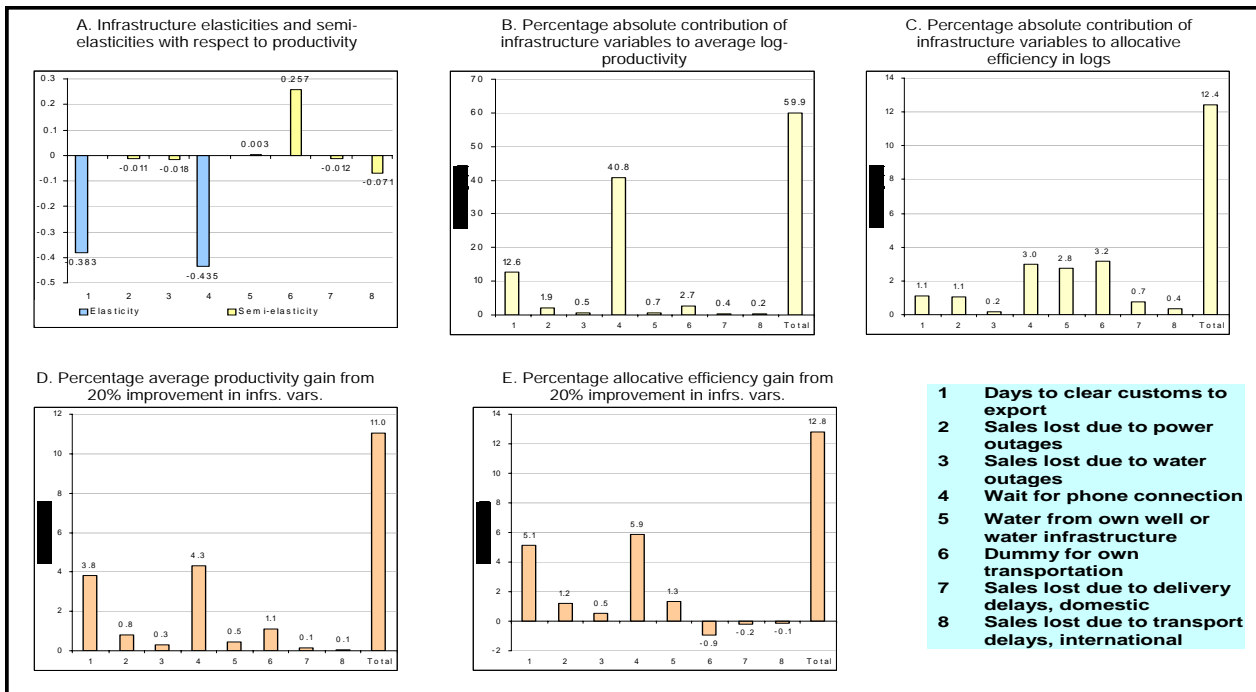 A. Infrastructure elasticities and semi-
elasticities with respect to productivity
0.3
0.2
0.1
0
-0.1
-0.2
-0.3
-0.4
-0.5
-0.383
-0.011
-0.018
-0.435
0.003
0.257
-0.012
-0.071
1 2 3 4 5 6 7 8
Elasticity Semi-elasticity
B. Percentage absolute contribution of
infrastructure variables to average log-
productivity
70
60
50
40
30
20
10
0
12.6
1.9
0.5
40.8
0.7
2.7
0.4
0.2
59.9
1 2 3 4 5 6 7 8 Total
C. Percentage absolute contribution of
infrastructure variables to allocative
efficiency in logs
14
12
10
8
6
4
2
0
1.1
1.1
0.2
3.0
2.8
3.2
0.7
0.4
12.4
1 2 3 4 5 6 7 8 Total
D. Percentage average productivity gain from
20% improvement in infrs. vars.
12
10
8
6
4
2
0
3.8
0.8
0.3
4.3
0.5
1.1
0.1
0.1
11.0
1 2 3 4 5 6 7 8 Total
E. Percentage allocative efficiency gain from
20% improvement in infrs. vars.
14
12
10
8
6
4
2
0
-2
5.1
1.2
0.5
5.9
1.3
-0.9
-0.2
-0.1
12.8
1 2 3 4 5 6 7 8 Total
1 Days to clear customs to
export
2 Sales lost due to power
outages
3 Sales lost due to water
outages
4 Wait for phone connection
5 Water from own well or
water infrastructure
6 Dummy for own
transportation
7 Sales lost due to delivery
delays, domestic
8 Sales lost due to transport
delays, international